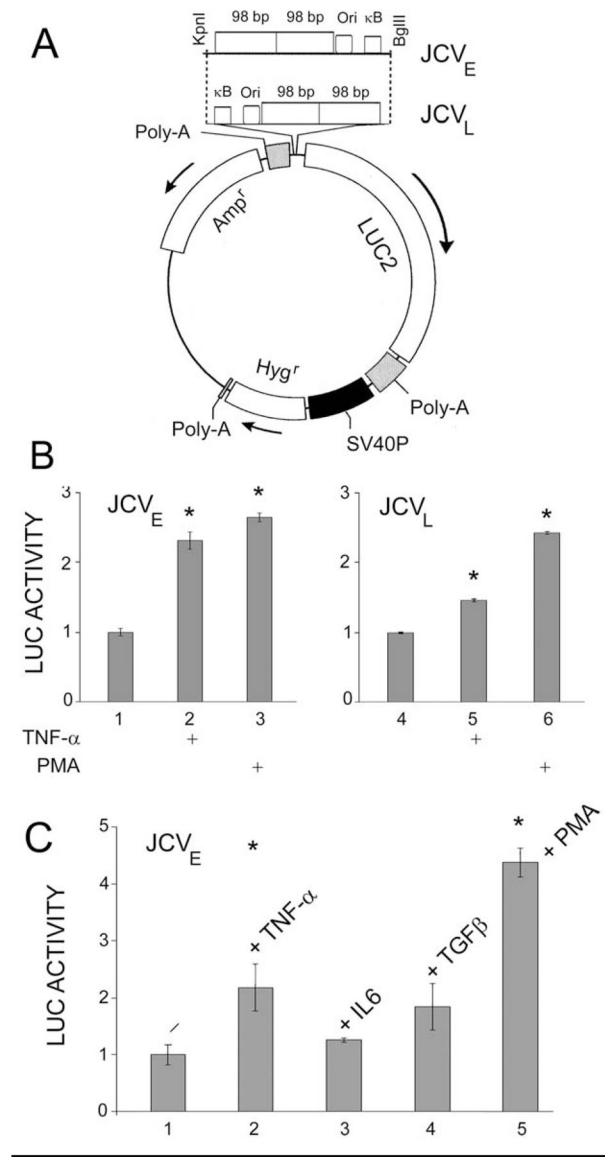 A
KpnI
98 bp 98 bp Ori κB
BglII
JCVE
κB Ori 98 bp 98 bp
JCVL
Poly-A
Ampr
LUC2
Hygr
Poly-A
SV40P
Poly-A
B
LUC ACTIVITY
3
2
1
0
JCVE
* *
1 2 3
3
2
1
0
JCVL
* *
4 5 6
TNF-α + +
PMA + +
C
LUC ACTIVITY
5
4
3
2
1
0
JCVE
* *
+ TNF-α
+ IL6
+ TGFβ
+ PMA
1 2 3 4 5